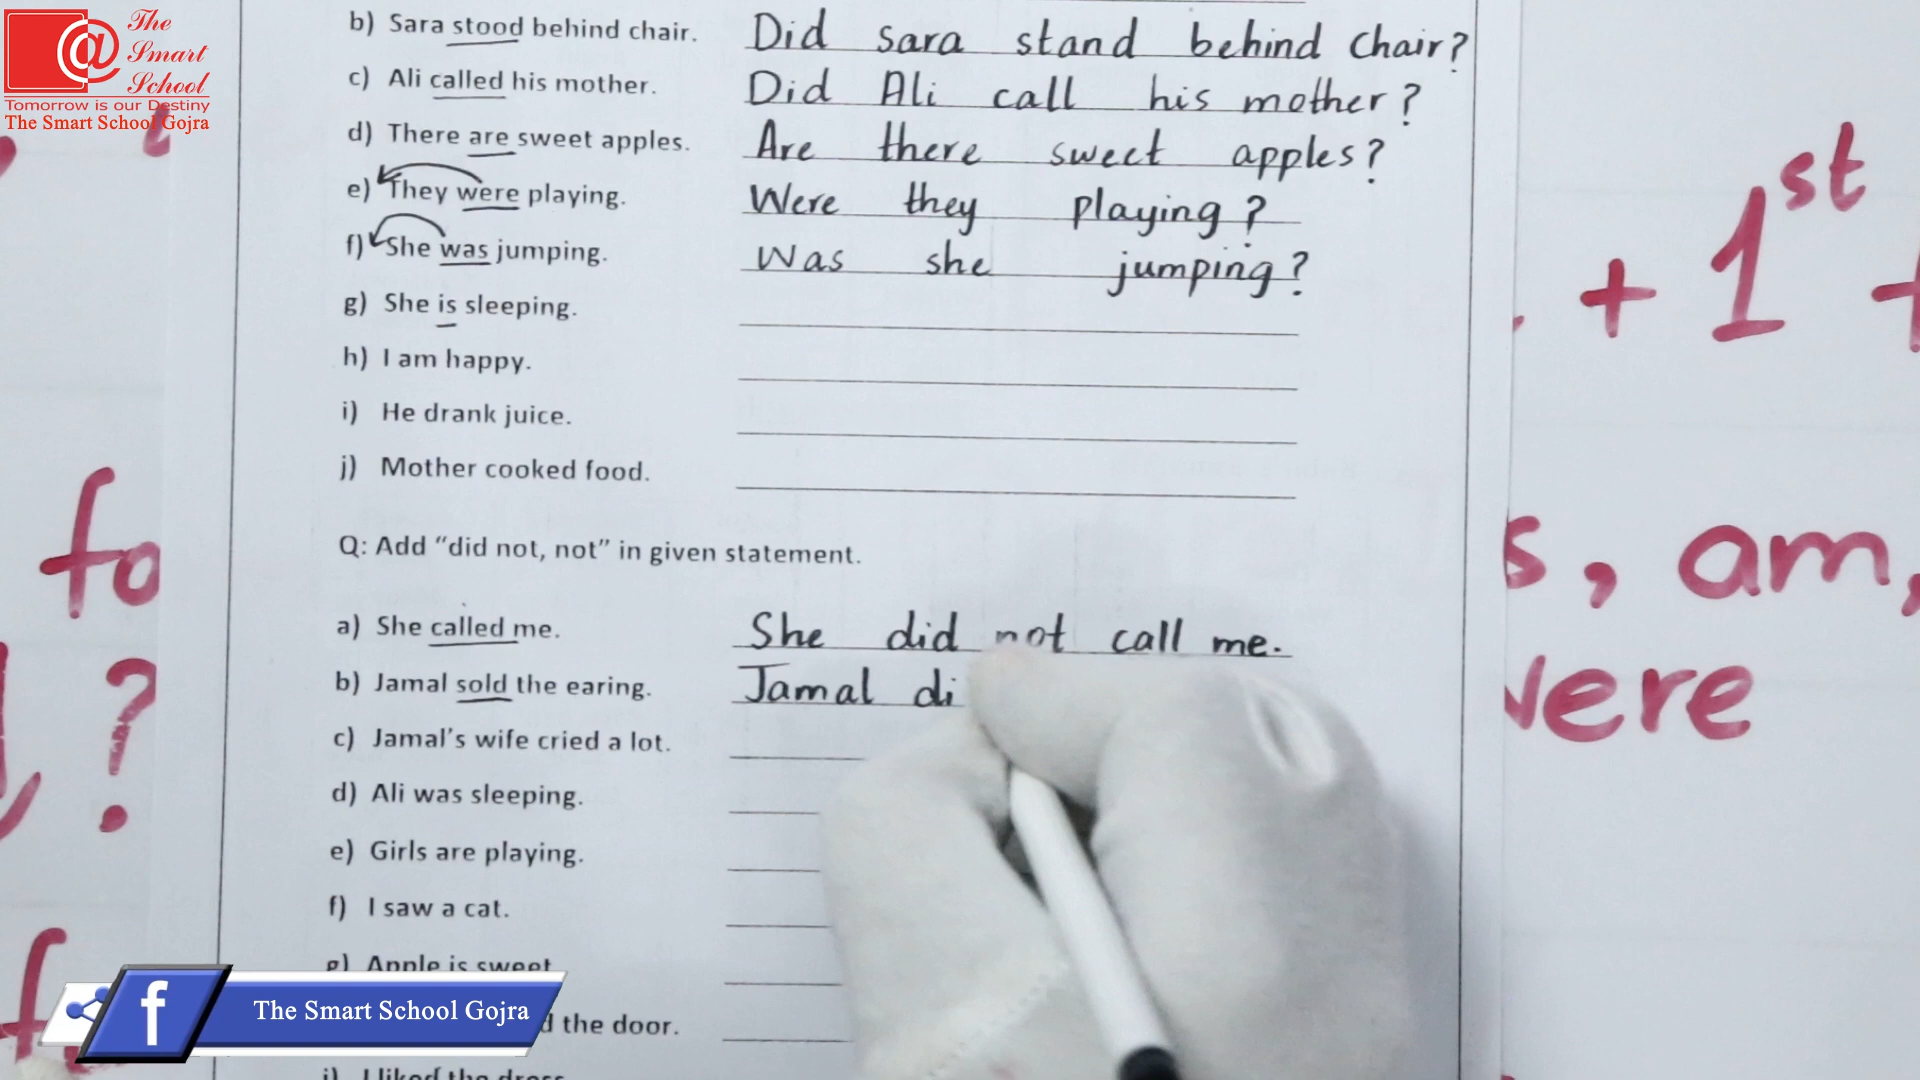 The
Smart
School
Tomorrow is our Destiny
The Smart School Gojra
b) Sara stood behind chair. Did sara stand behind chair?
c) Ali called his mother. Did Ali call his mother?
d) There are sweet apples. Are there sweet apples?
e) They were playing. Were they playing?
f) She was jumping. Was she jumping?
g) She is sleeping.
h) I am happy.
i) He drank juice.
j) Mother cooked food.
Q: Add “did not, not” in given statement.
a) She called me. She did not call me.
b) Jamal sold the earing. Jamal di
c) Jamal’s wife cried a lot.
d) Ali was sleeping.
e) Girls are playing.
f) I saw a cat.
g) Apple is sweet
d the door.
i) I liked the dress
The Smart School Gojra
+ 1st +
fo
s, am,
were
?